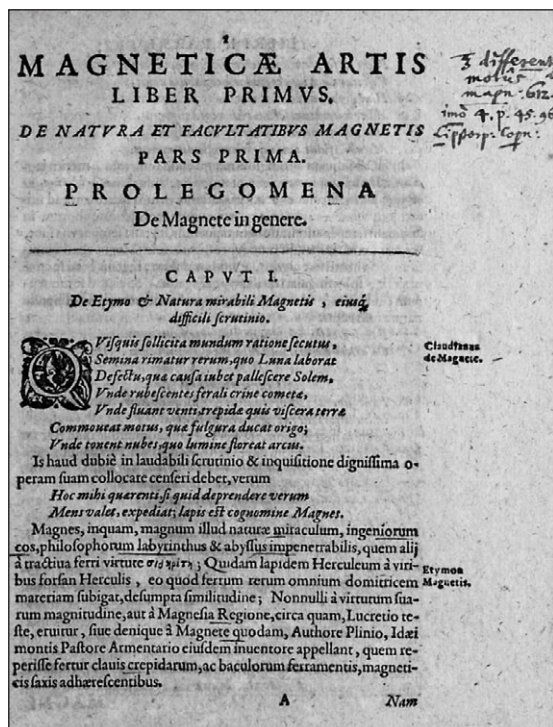 1
MAGNETICÆ ARTIS
LIBER PRIMVS.
DE NATVRA ET FACVLTATIBVS MAGNETIS
PARS PRIMA.
PROLEGOMENA
De Magnete in genere.
CAPVT I.
De Etymo & Natura mirabili Magnetis, eiusq́;
difficili scrutinio.
QVisquis sollicita mundum ratione secutus,
Semina rimatur rerum, quo Luna laborat
Defectu, quæ causa iubet pallescere Solem,
Vnde rubescentes ferali crine cometæ,
Vnde fluant venti, trepidæ quis viscera terræ
Commoueat motus, quæ fulgura ducat origo;
Vnde tonent nubes, quo lumine floreat arcus.
Is haud dubiè in laudabili scrutinio & inquisitione dignissima o-
peram suam collocate censeri debet, verum
Hoc mihi quærenti, si quid deprendere verum
Mens valet, expediat; lapis est cognomine Magnes.
Magnes, inquam, magnum illud naturæ miraculum, ingeniorum
cos, philosophorum labyrinthus & abyssus impenetrabilis, quem alij
à tractiua ferri virtute σιδηρίτη; Quidam lapidem Herculeum à viri-
bus forsan Herculis, eo quod ferrum rerum omnium domitricem
materiam subigat, desumpta similitudine; Nonnulli à virtutum sua-
rum magnitudine, aut à Magnesia Regione, circa quam, Lucretio te-
ste, eruitur, siue denique à Magnete quodam, Authore Plinio, Idæi
montis Pastore Armentario eiusdem inuentore appellant, quem re-
perisse fertur clauis crepidarum, ac baculorum ferramentis, magneti-
cis saxis adhærescentibus.
A Nam
3 different
motûs
magn: 612.
imò 4. p. 45. 96
Claudianus
de Magnete.
Etymon
Magnetis.